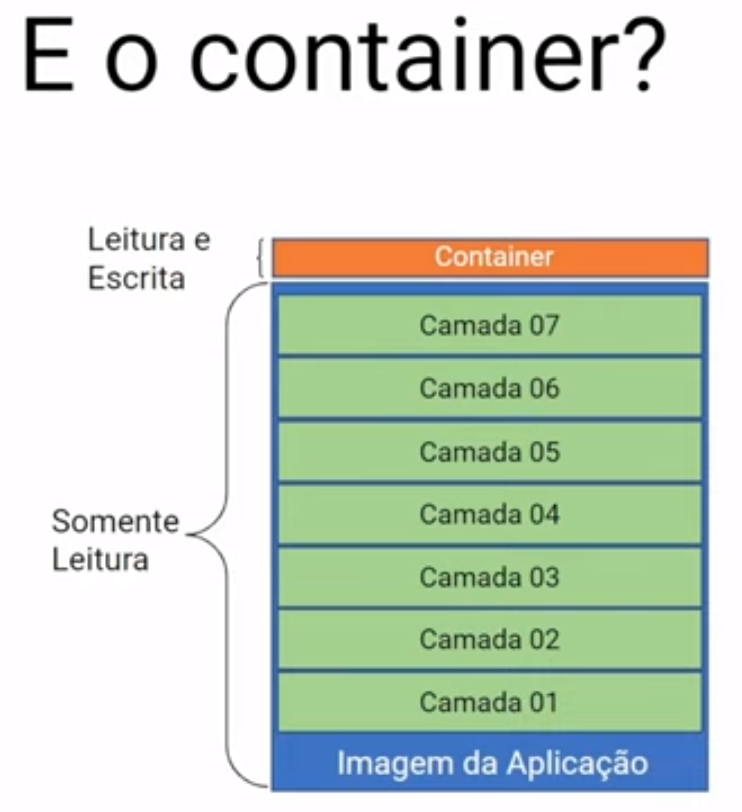 E o container?
Leitura e
Escrita
Container
Camada 07
Camada 06
Camada 05
Camada 04
Somente
Leitura
Camada 03
Camada 02
Camada 01
Imagem da Aplicação